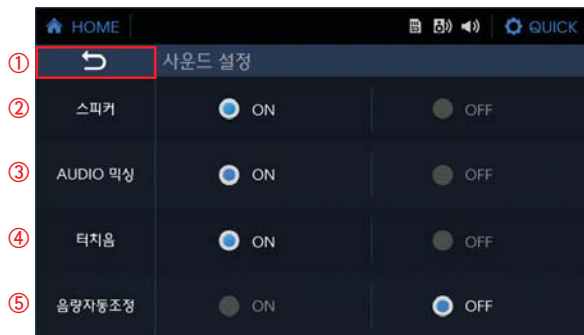 HOME QUICK
① 사운드 설정
② 스피커 ON OFF
③ AUDIO 믹싱 ON OFF
④ 터치음 ON OFF
⑤ 음량자동조정 ON OFF